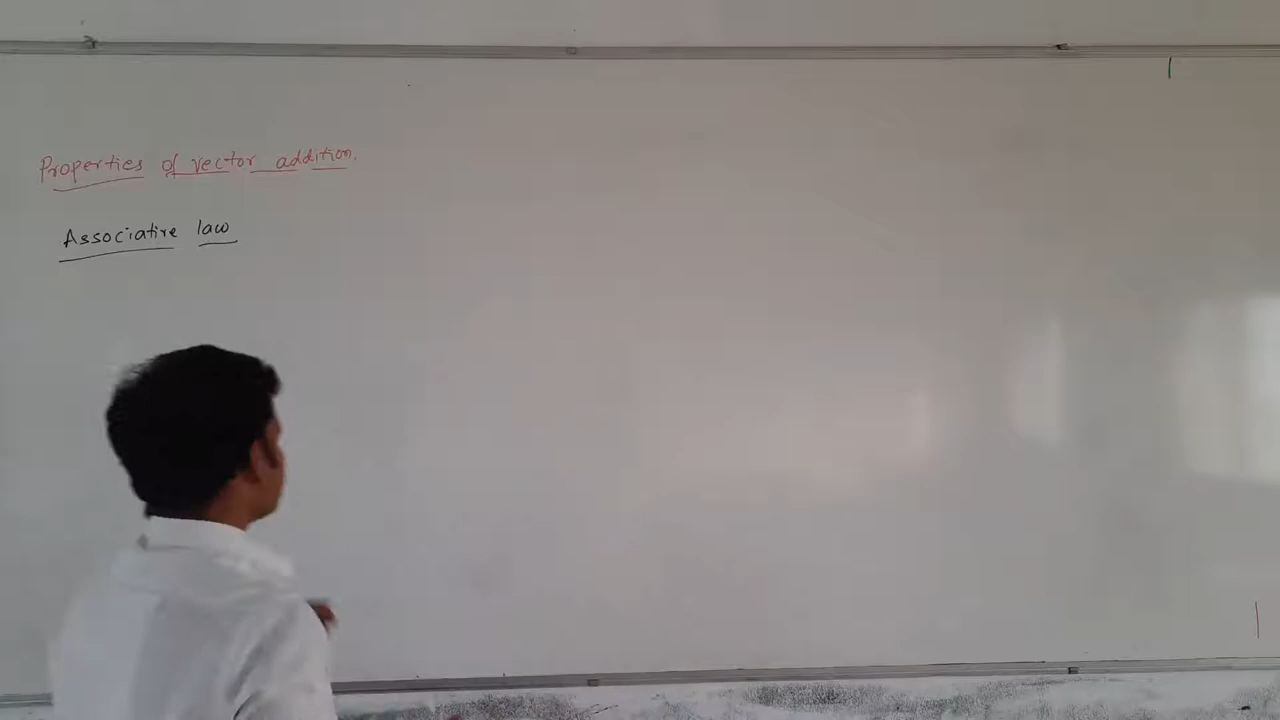 Properties of vector addition.
Associative law